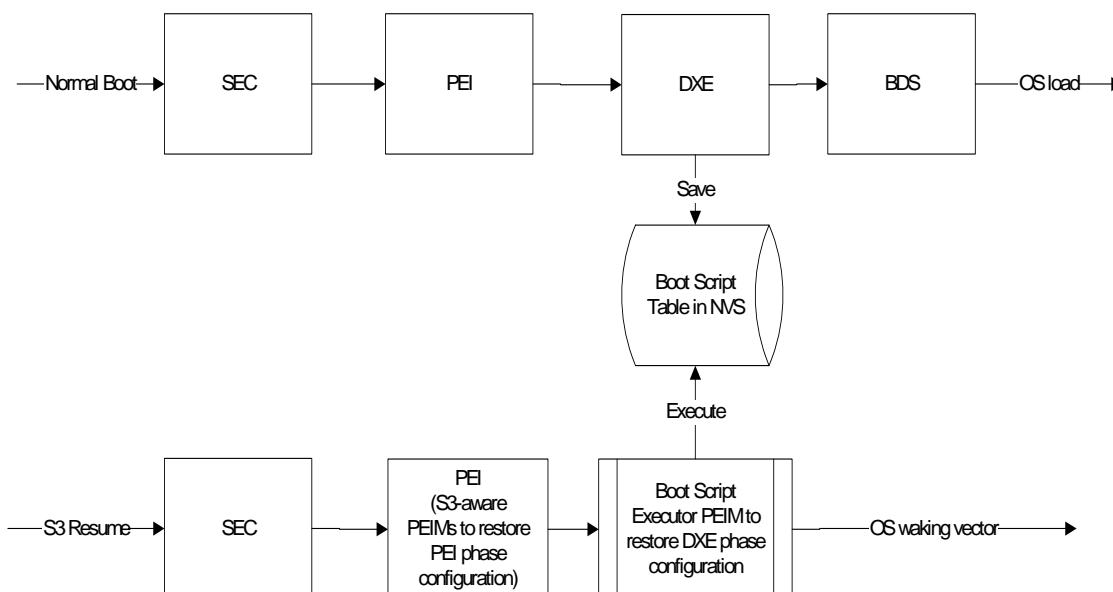 Normal Boot
SEC
PEI
DXE
BDS
OS load
Save
Boot Script
Table in NVS
Execute
S3 Resume
SEC
PEI
(S3-aware
PEIMs to restore
PEI phase
configuration)
Boot Script
Executor PEIM to
restore DXE phase
configuration
OS waking vector